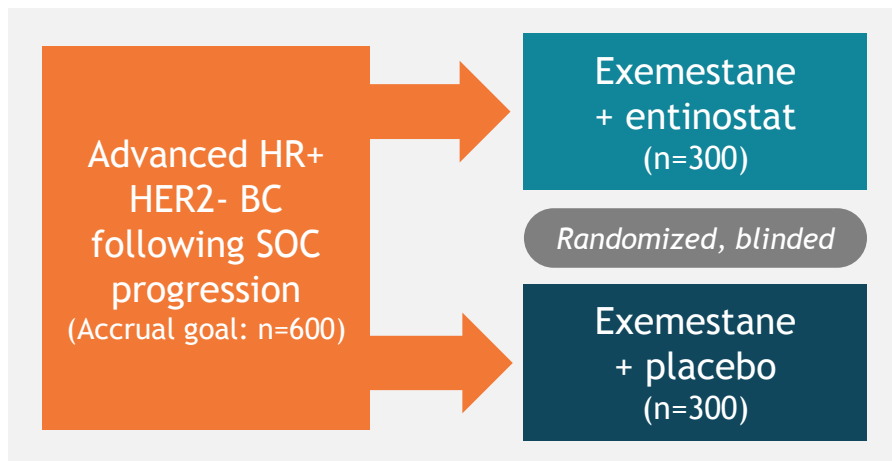 Advanced HR+
HER2- BC
following SOC
progression
(Accrual goal: n=600)
Exemestane
+ entinostat
(n=300)
Randomized, blinded
Exemestane
+ placebo
(n=300)